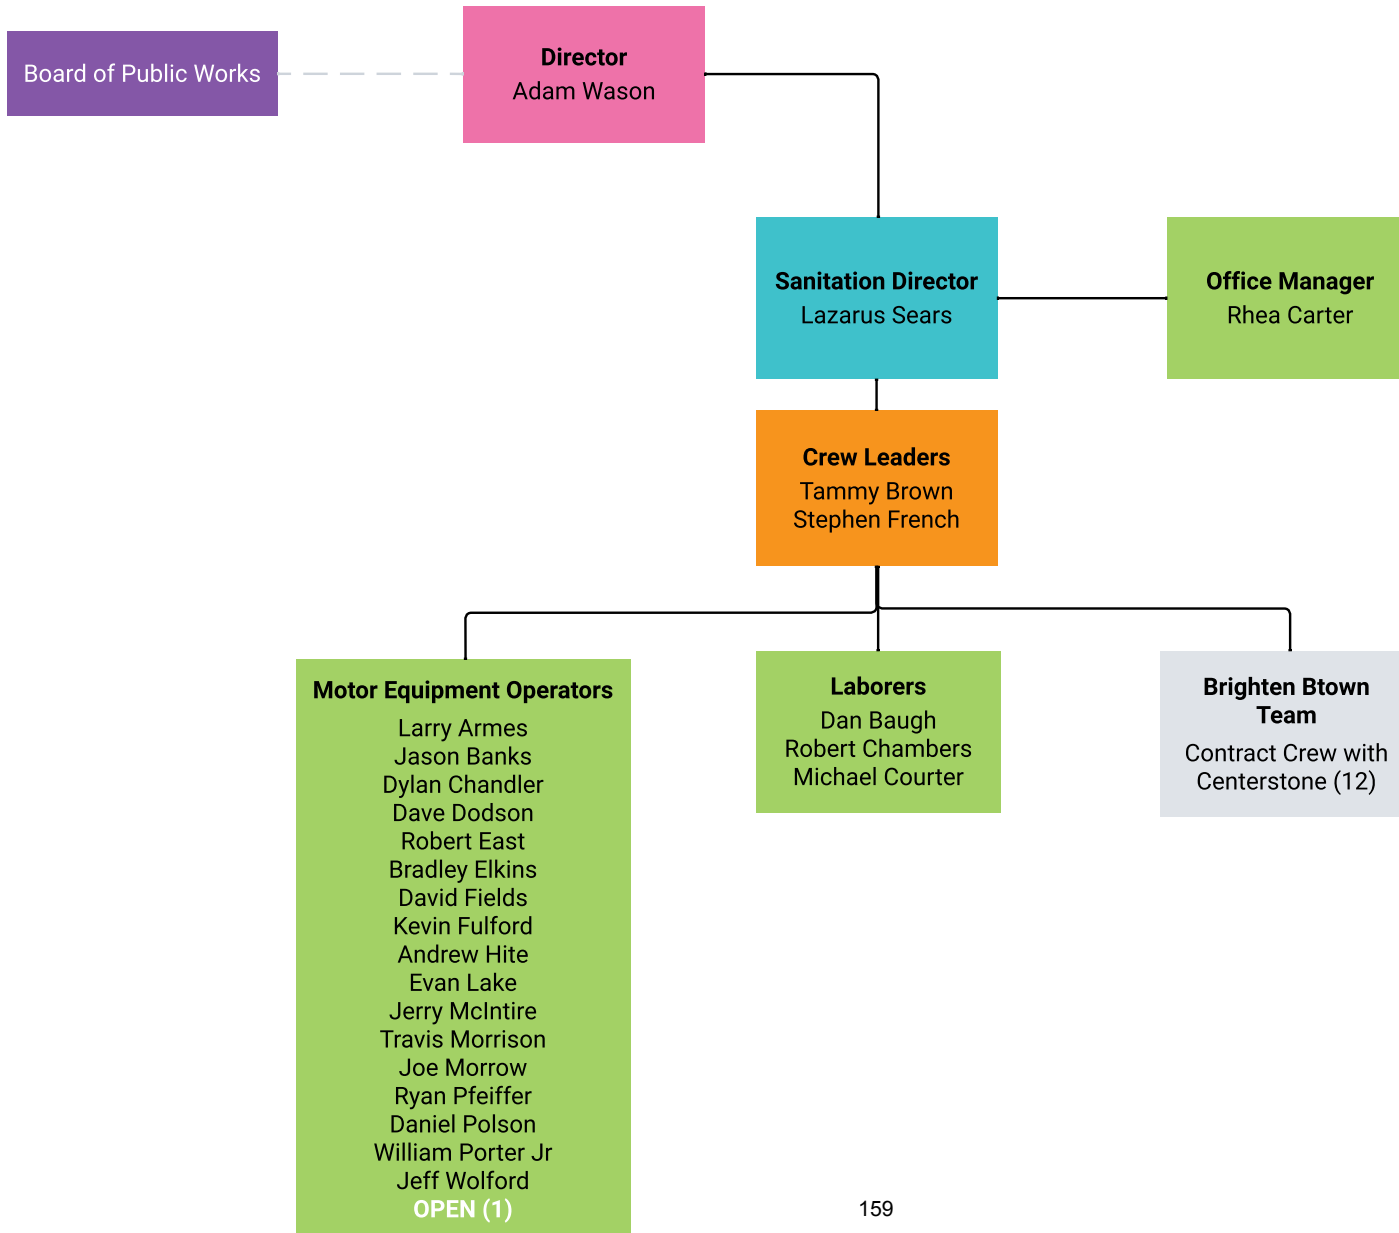 Board of Public Works
Director
Adam Wason
Sanitation Director
Lazarus Sears
Office Manager
Rhea Carter
Crew Leaders
Tammy Brown
Stephen French
Motor Equipment Operators
Larry Armes
Jason Banks
Dylan Chandler
Dave Dodson
Robert East
Bradley Elkins
David Fields
Kevin Fulford
Andrew Hite
Evan Lake
Jerry McIntire
Travis Morrison
Joe Morrow
Ryan Pfeiffer
Daniel Polson
William Porter Jr
Jeff Wolford
OPEN (1)
Laborers
Dan Baugh
Robert Chambers
Michael Courter
Brighten Btown
Team
Contract Crew with
Centerstone (12)
159